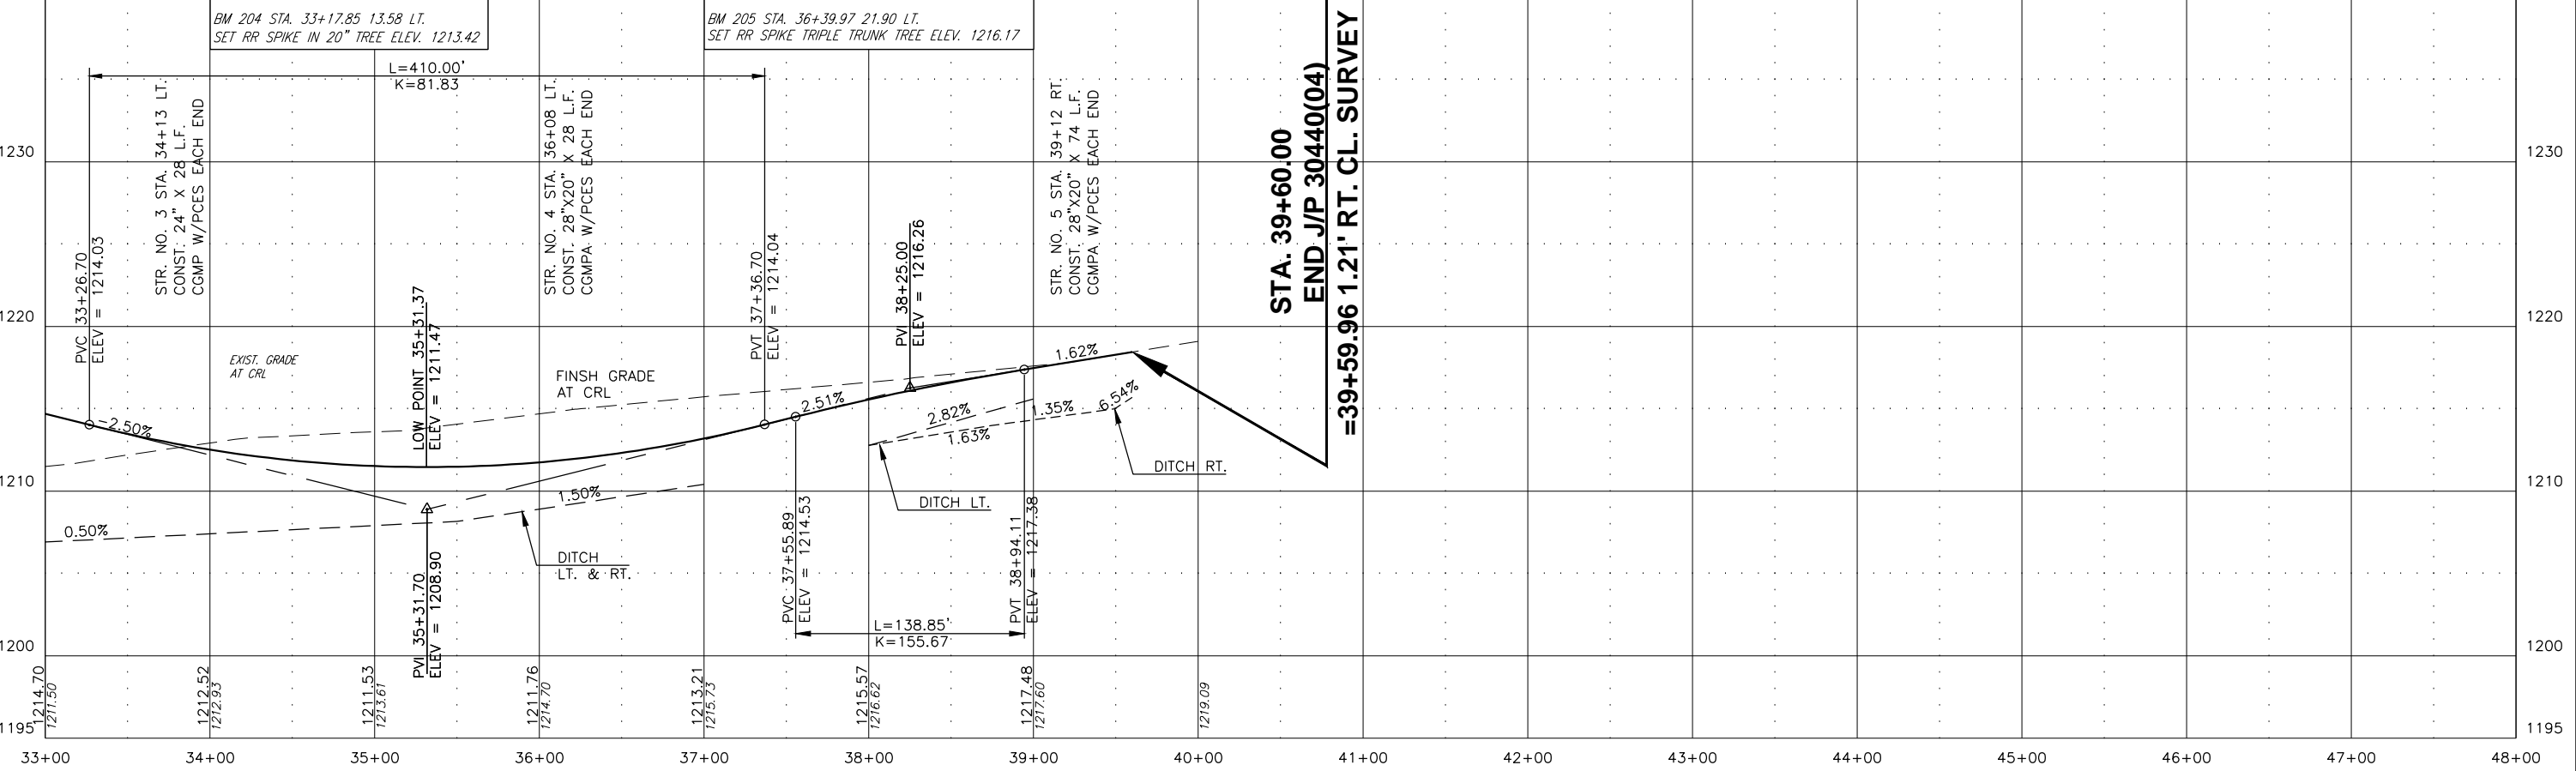 BM 204 STA. 33+17.85 13.58 LT.
SET RR SPIKE IN 20" TREE ELEV. 1213.42
BM 205 STA. 36+39.97 21.90 LT.
SET RR SPIKE TRIPLE TRUNK TREE ELEV. 1216.17
L=410.00'
K=81.83
STR. NO. 3 STA. 34+13 LT.
CONST. 24" X 28 L.F.
CGMP W/PCES EACH END
STR. NO. 4 STA. 36+08 LT.
CONST. 28"X20" X 28 L.F.
CGMPA W/PCES EACH END
STR. NO. 5 STA. 39+12 RT.
CONST. 28"X20" X 74 L.F.
CGMPA W/PCES EACH END
STA. 39+60.00
END J/P 30440(04)
=39+59.96 1.21' RT. CL. SURVEY
1230
1230
PVC 33+26.70
ELEV = 1214.03
LOW POINT 35+31.37
ELEV = 1211.47
PVT 37+36.70
ELEV = 1214.04
PVI 38+25.00
ELEV = 1216.26
1220
1220
EXIST. GRADE
AT CRL
FINSH GRADE
AT CRL
-2.50%
2.51%
1.62%
2.82%
1.63%
1.35%
6.54%
DITCH RT.
DITCH LT.
1210
1210
0.50%
1.50%
DITCH
LT. & RT.
PVI 35+31.70
ELEV = 1208.90
PVC 37+55.89
ELEV = 1214.53
PVT 38+94.11
ELEV = 1217.38
L=138.85'
K=155.67
1200
1200
1214.70
1211.50
1212.52
1212.93
1211.53
1213.61
1211.76
1214.70
1213.21
1215.73
1215.57
1216.62
1217.48
1217.60
1219.09
1195
1195
33+00 34+00 35+00 36+00 37+00 38+00 39+00 40+00 41+00 42+00 43+00 44+00 45+00 46+00 47+00 48+00